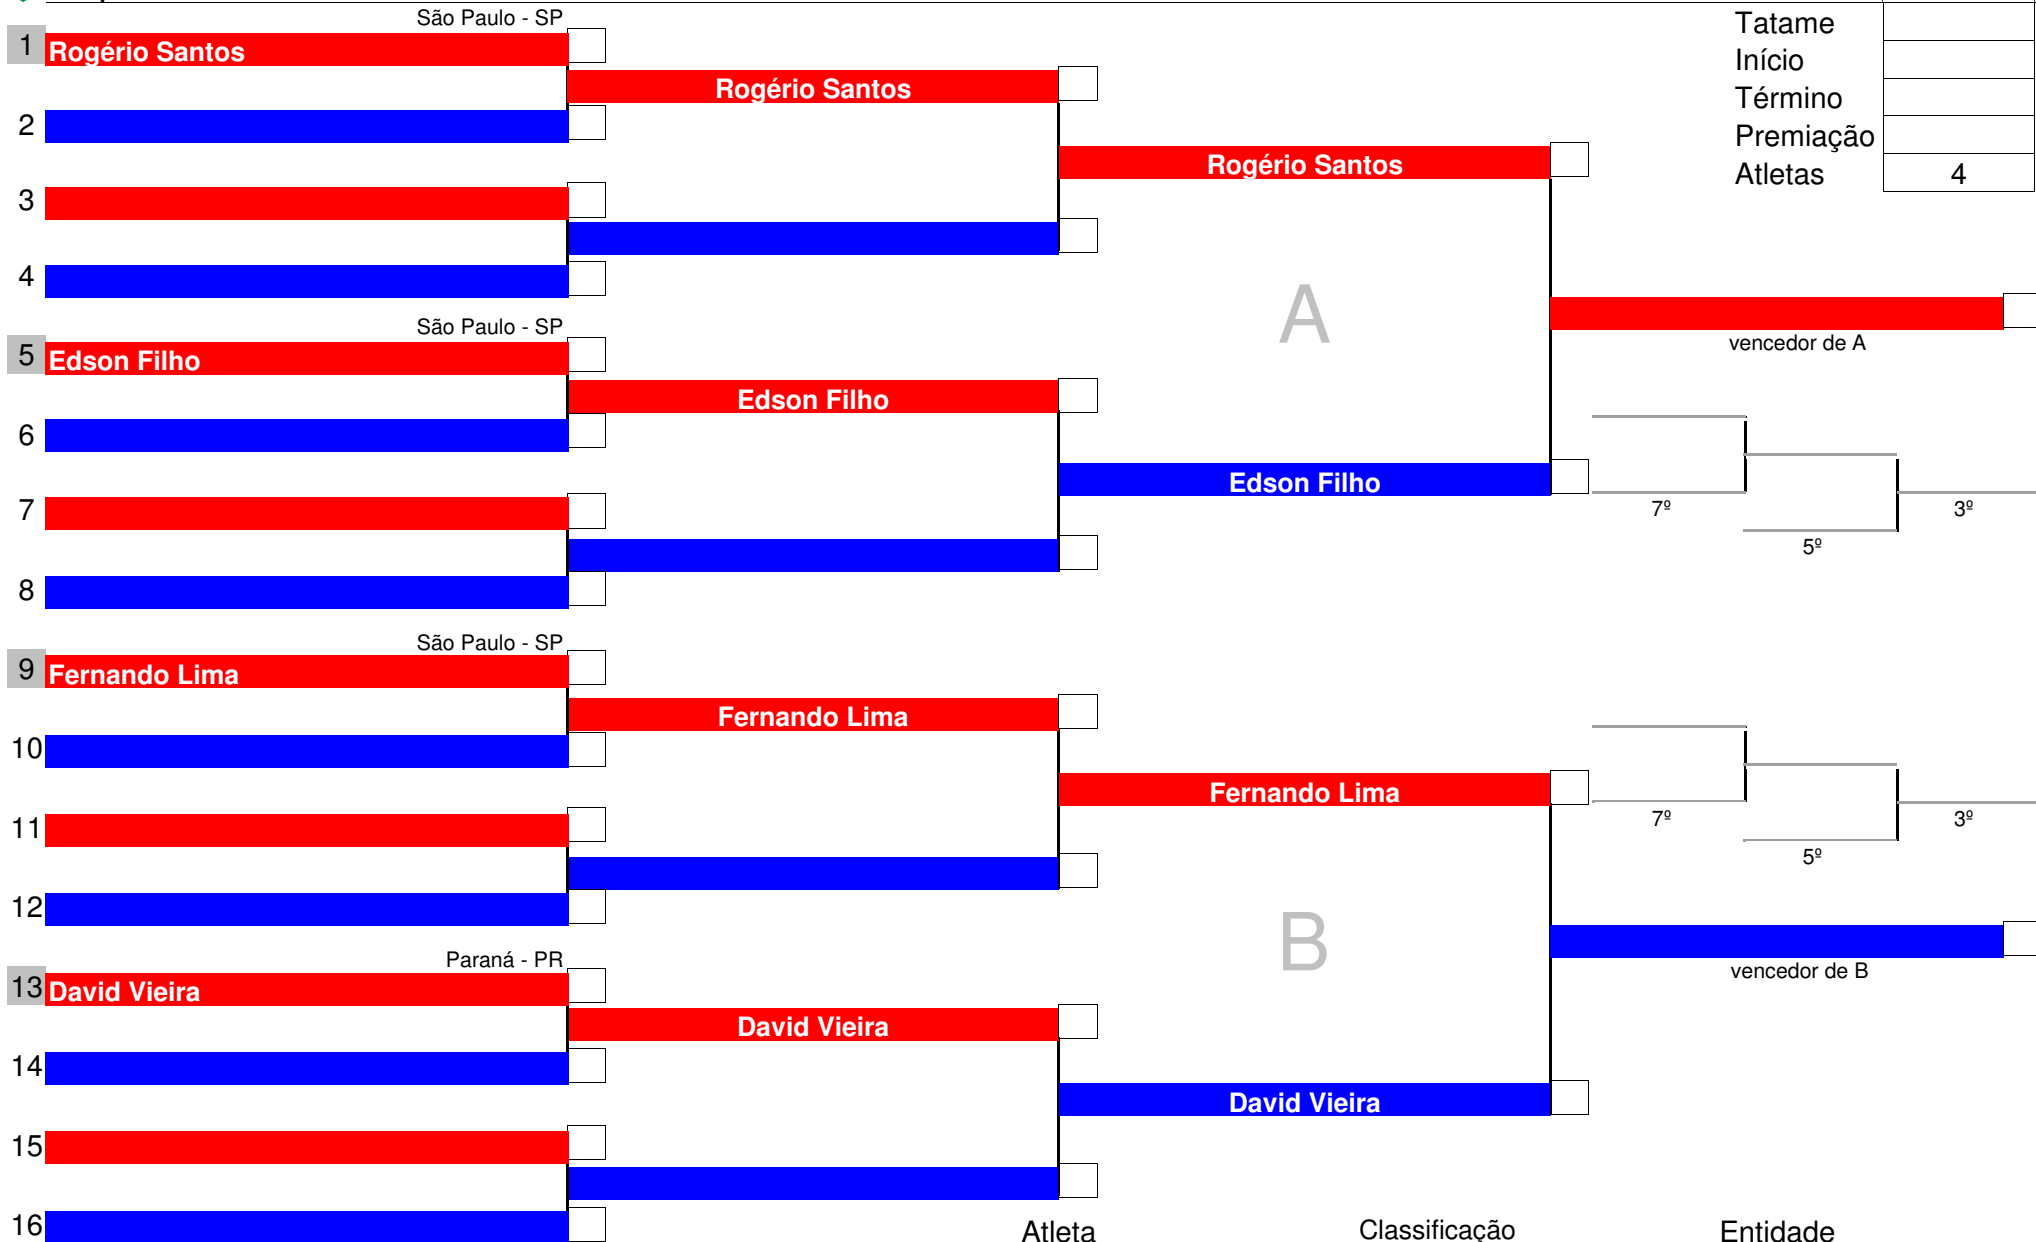 São Paulo - SP
1 Rogério Santos
Rogério Santos
2
Rogério Santos
3
4
Tatame
Início
Término
Premiação
Atletas 4
A
vencedor de A
São Paulo - SP
5 Edson Filho
Edson Filho
6
Edson Filho
7
8
7º
3º
5º
São Paulo - SP
9 Fernando Lima
Fernando Lima
10
Fernando Lima
11
12
7º
3º
5º
B
vencedor de B
Paraná - PR
13 David Vieira
David Vieira
14
David Vieira
15
16
Atleta Classificação Entidade